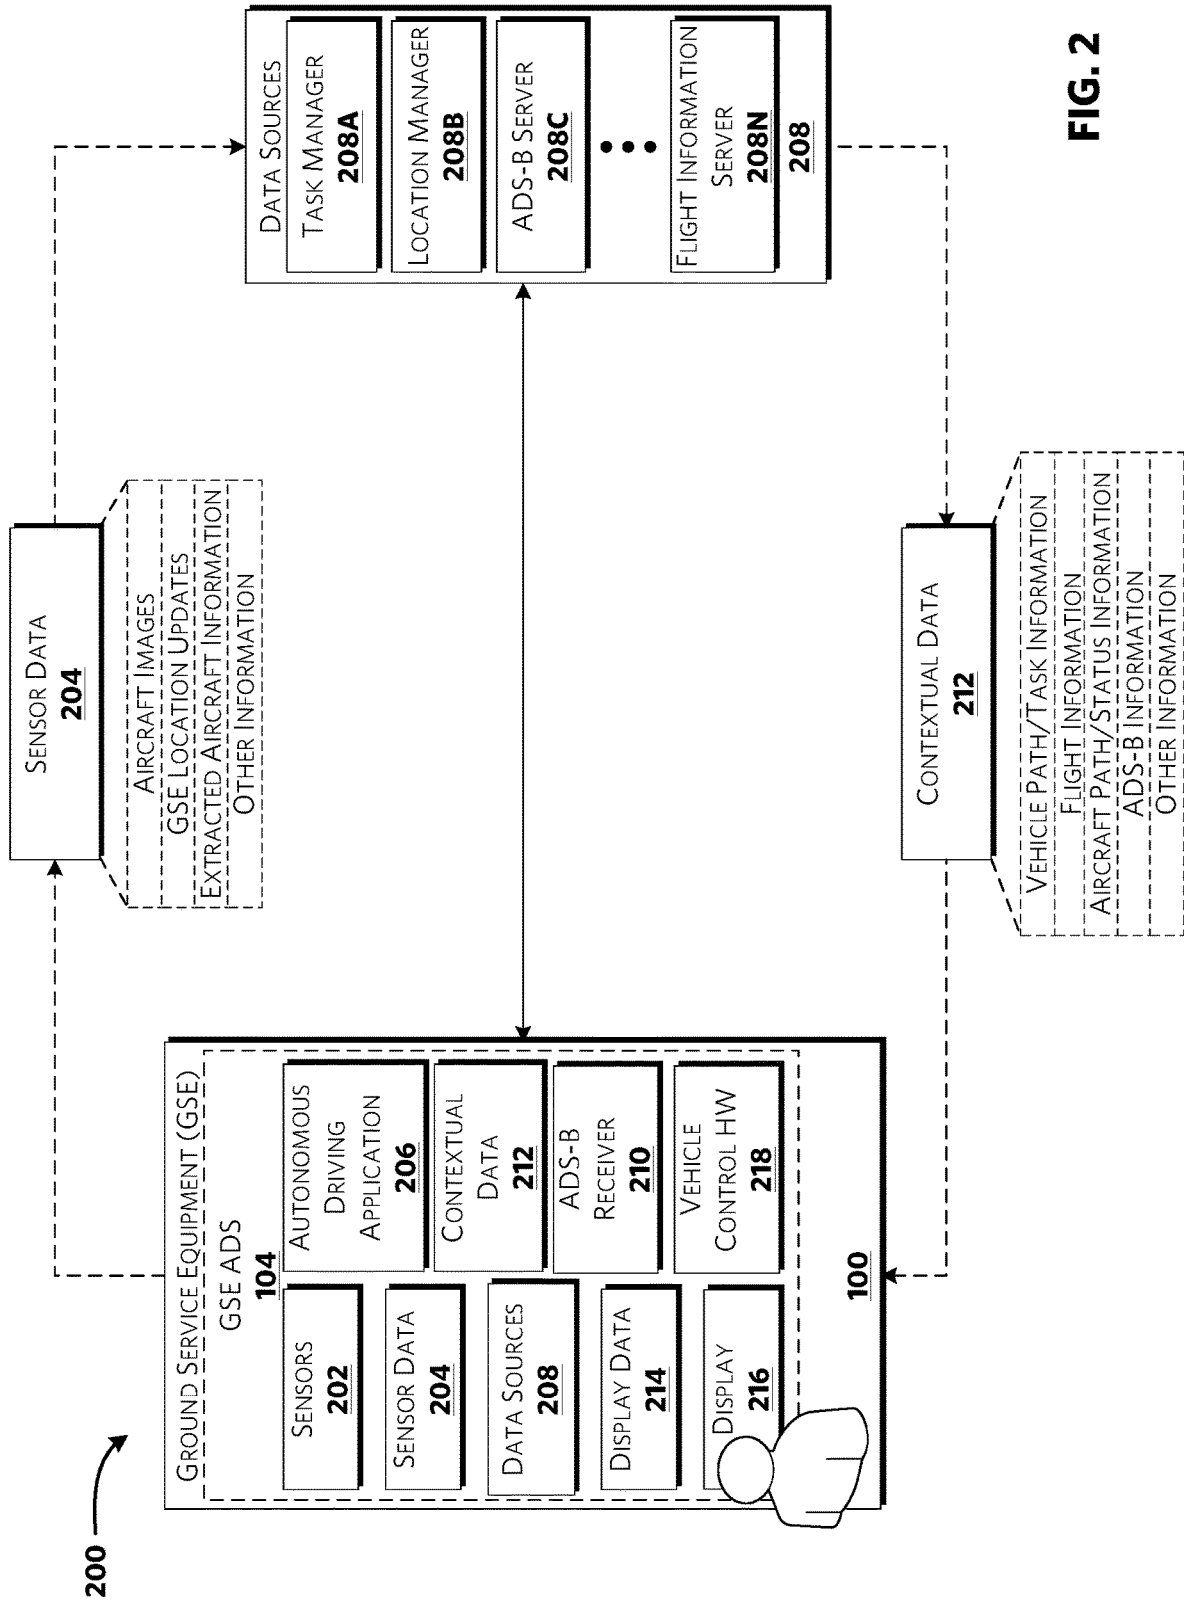 200
GROUND SERVICE EQUIPMENT (GSE)
GSE ADS
104
SENSORS
202
SENSOR DATA
204
DATA SOURCES
208
DISPLAY DATA
214
DISPLAY
216
AUTONOMOUS
DRIVING
APPLICATION
206
CONTEXTUAL
DATA
212
ADS-B
RECEIVER
210
VEHICLE
CONTROL HW
218
100
SENSOR DATA
204
AIRCRAFT IMAGES
GSE LOCATION UPDATES
EXTRACTED AIRCRAFT INFORMATION
OTHER INFORMATION
CONTEXTUAL DATA
212
VEHICLE PATH/TASK INFORMATION
FLIGHT INFORMATION
AIRCRAFT PATH/STATUS INFORMATION
ADS-B INFORMATION
OTHER INFORMATION
DATA SOURCES
TASK MANAGER
208A
LOCATION MANAGER
208B
ADS-B SERVER
208C
FLIGHT INFORMATION
SERVER
208N
208
FIG. 2